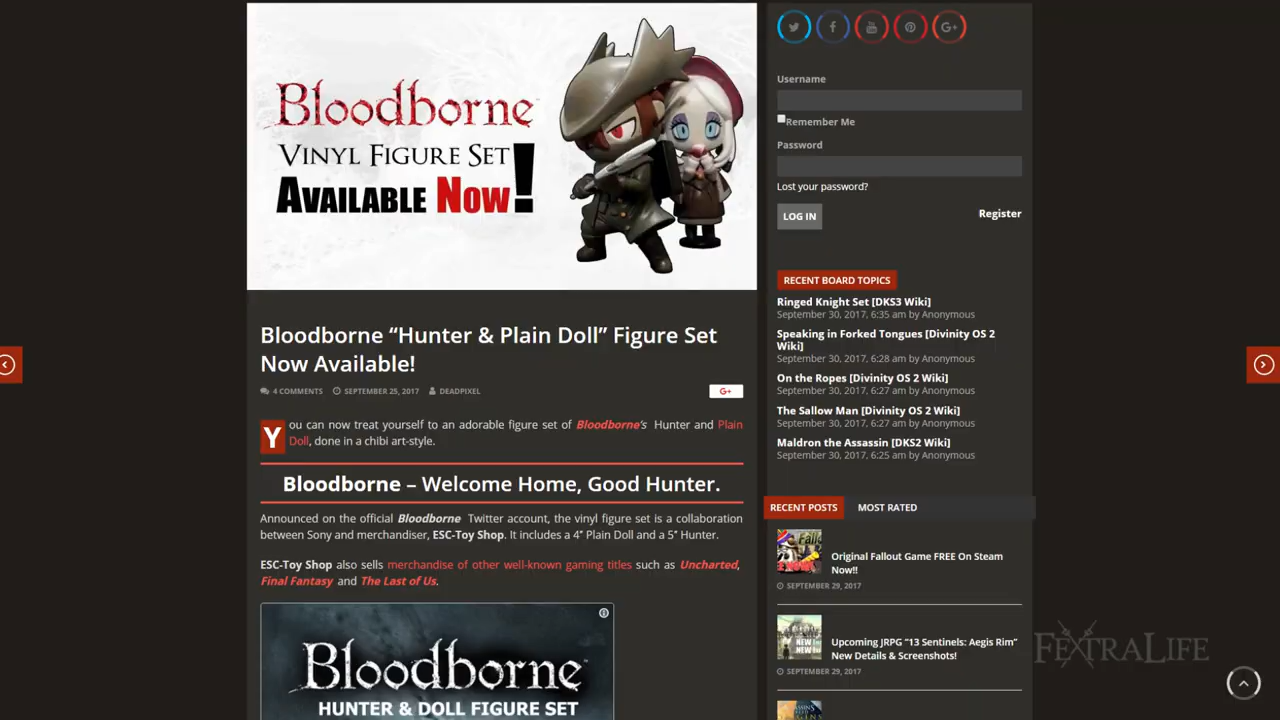 Bloodborne
VINYL FIGURE SET
AVAILABLE NOW!
Bloodborne “Hunter & Plain Doll” Figure Set
Now Available!
4 COMMENTS SEPTEMBER 25, 2017 DEADPIXEL
G+
You can now treat yourself to an adorable figure set of Bloodborne’s Hunter and Plain
Doll, done in a chibi art-style.
Bloodborne – Welcome Home, Good Hunter.
Announced on the official Bloodborne Twitter account, the vinyl figure set is a collaboration
between Sony and merchandiser, ESC-Toy Shop. It includes a 4″ Plain Doll and a 5″ Hunter.
ESC-Toy Shop also sells merchandise of other well-known gaming titles such as Uncharted,
Final Fantasy and The Last of Us.
Bloodborne
HUNTER & DOLL FIGURE SET
G+
Username
Remember Me
Password
Lost your password?
LOG IN
Register
RECENT BOARD TOPICS
Ringed Knight Set [DKS3 Wiki]
September 30, 2017, 6:35 am by Anonymous
Speaking in Forked Tongues [Divinity OS 2
Wiki]
September 30, 2017, 6:28 am by Anonymous
On the Ropes [Divinity OS 2 Wiki]
September 30, 2017, 6:27 am by Anonymous
The Sallow Man [Divinity OS 2 Wiki]
September 30, 2017, 6:27 am by Anonymous
Maldron the Assassin [DKS2 Wiki]
September 30, 2017, 6:25 am by Anonymous
RECENT POSTS MOST RATED
Original Fallout Game FREE On Steam
Now!!
SEPTEMBER 29, 2017
Upcoming JRPG “13 Sentinels: Aegis Rim”
New Details & Screenshots!
SEPTEMBER 29, 2017
FEXTRALIFE